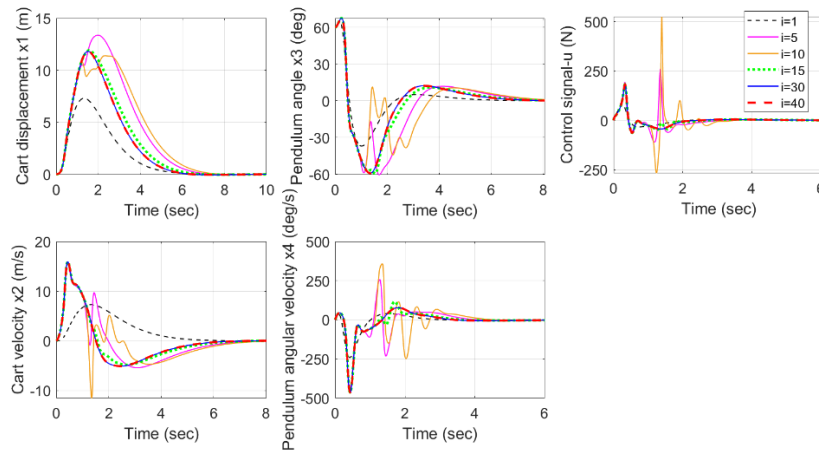 Cart displacement x1 (m)
15
10
5
0
0 2 4 6 8 10
Time (sec)
Pendulum angle x3 (deg)
60
30
0
-30
-60
0 2 4 6 8
Time (sec)
Control signal-u (N)
500
250
0
-250
0 2 4 6
Time (sec)
i=1
i=5
i=10
i=15
i=30
i=40
Cart velocity x2 (m/s)
20
10
0
-10
0 2 4 6 8
Time (sec)
Pendulum angular velocity x4 (deg/s)
500
250
0
-250
-500
0 2 4 6
Time (sec)